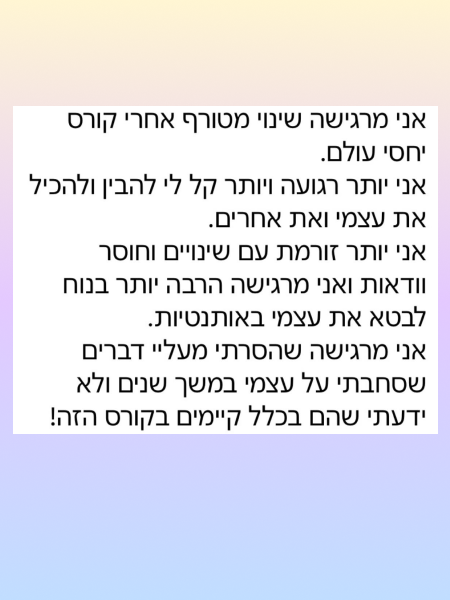 אני מרגישה שינוי מטורף אחרי קורס
יחסי עולם.
אני יותר רגועה ויותר קל לי להבין ולהכיל
את עצמי ואת אחרים.
אני יותר זורמת עם שינויים וחוסר
וודאות ואני מרגישה הרבה יותר בנוח
לבטא את עצמי באותנטיות.
אני מרגישה שהסרתי מעליי דברים
שסחבתי על עצמי במשך שנים ולא
ידעתי שהם בכלל קיימים בקורס הזה!